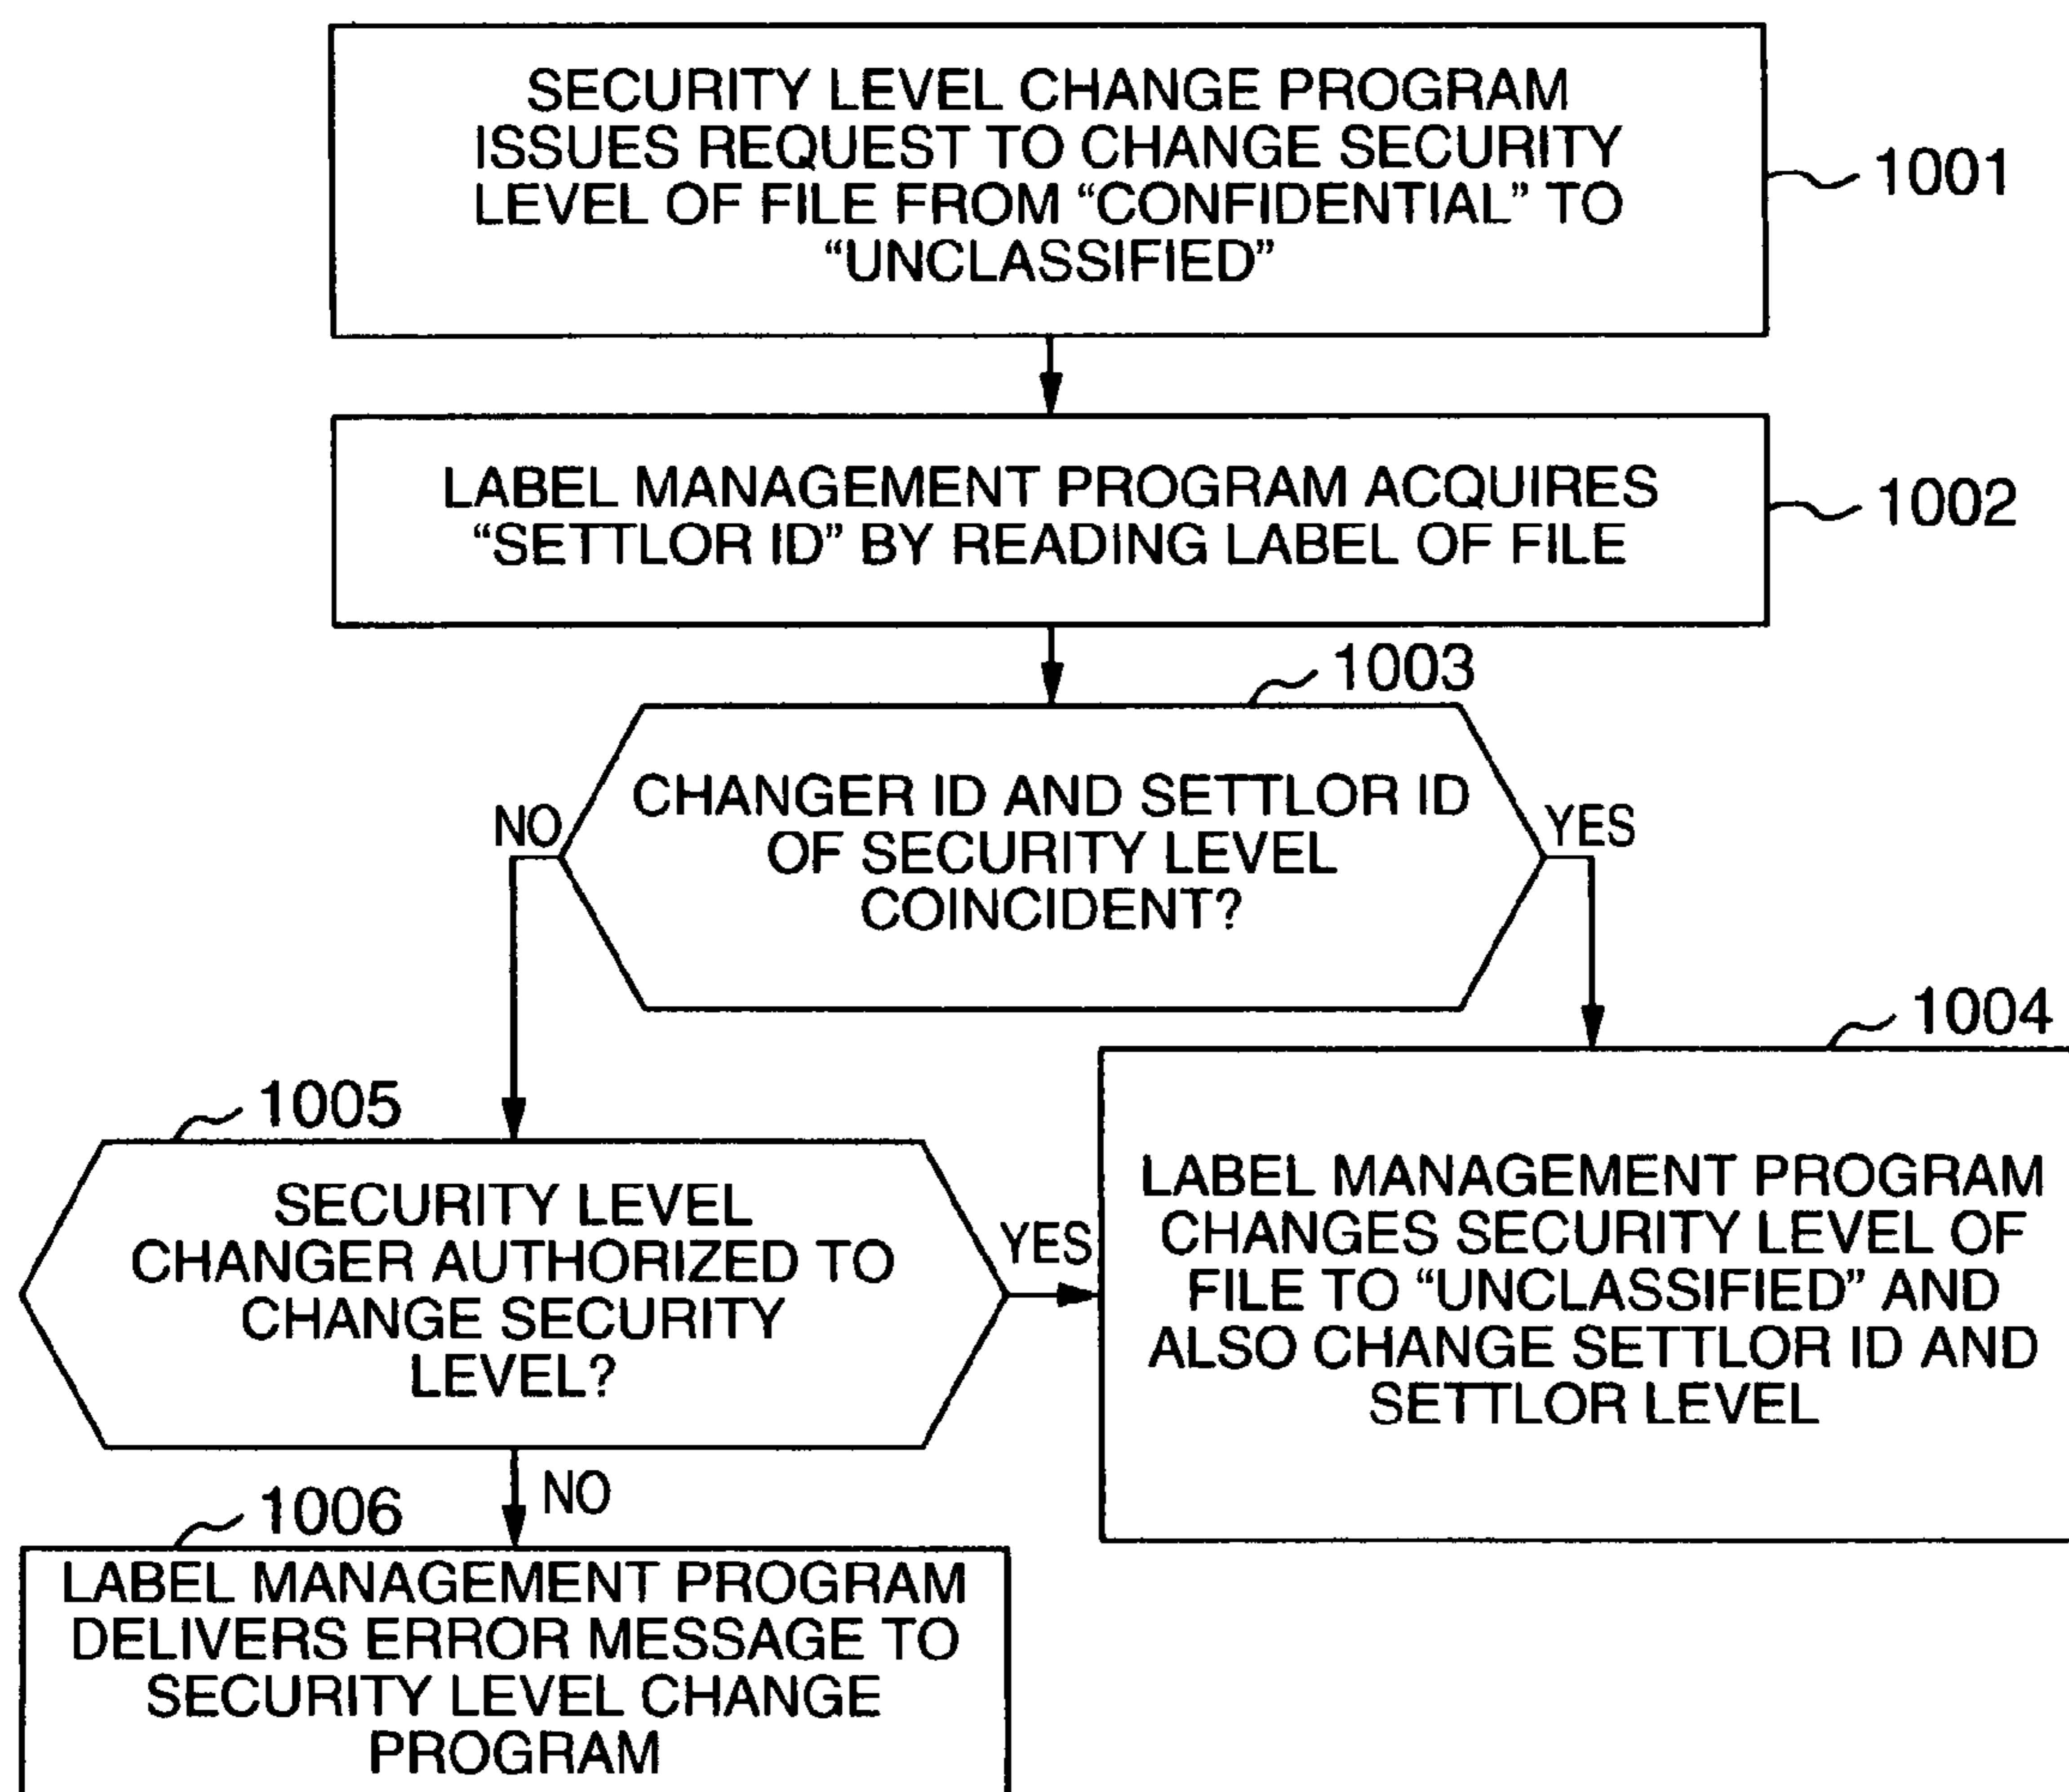 SECURITY LEVEL CHANGE PROGRAM
ISSUES REQUEST TO CHANGE SECURITY
LEVEL OF FILE FROM “CONFIDENTIAL” TO
“UNCLASSIFIED”
1001
LABEL MANAGEMENT PROGRAM ACQUIRES
“SETTLOR ID” BY READING LABEL OF FILE
1002
1003
CHANGER ID AND SETTLOR ID
OF SECURITY LEVEL
COINCIDENT?
NO
YES
1004
LABEL MANAGEMENT PROGRAM
CHANGES SECURITY LEVEL OF
FILE TO “UNCLASSIFIED” AND
ALSO CHANGE SETTLOR ID AND
SETTLOR LEVEL
1005
SECURITY LEVEL
CHANGER AUTHORIZED TO
CHANGE SECURITY
LEVEL?
YES
NO
1006
LABEL MANAGEMENT PROGRAM
DELIVERS ERROR MESSAGE TO
SECURITY LEVEL CHANGE
PROGRAM